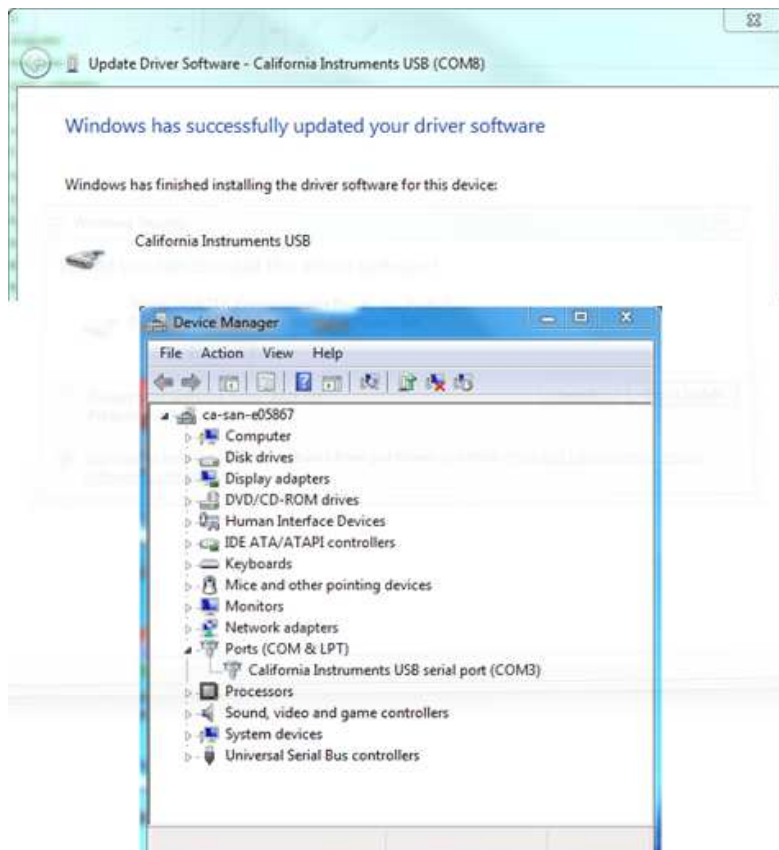 Update Driver Software - California Instruments USB (COM8)
Windows has successfully updated your driver software
Windows has finished installing the driver software for this device:
California Instruments USB
Device Manager
File Action View Help
ca-san-e05867
Computer
Disk drives
Display adapters
DVD/CD-ROM drives
Human Interface Devices
IDE ATA/ATAPI controllers
Keyboards
Mice and other pointing devices
Monitors
Network adapters
Ports (COM & LPT)
California Instruments USB serial port (COM3)
Processors
Sound, video and game controllers
System devices
Universal Serial Bus controllers